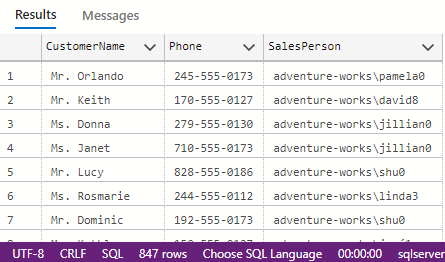 Results Messages
CustomerName Phone SalesPerson
1 Mr. Orlando 245-555-0173 adventure-works\pamela0
2 Mr. Keith 170-555-0127 adventure-works\david8
3 Ms. Donna 279-555-0130 adventure-works\jillian0
4 Ms. Janet 710-555-0173 adventure-works\jillian0
5 Mr. Lucy 828-555-0186 adventure-works\shu0
6 Ms. Rosmarie 244-555-0112 adventure-works\linda3
7 Mr. Dominic 192-555-0173 adventure-works\shu0
UTF-8 CRLF SQL 847 rows Choose SQL Language 00:00:00 sqlserver